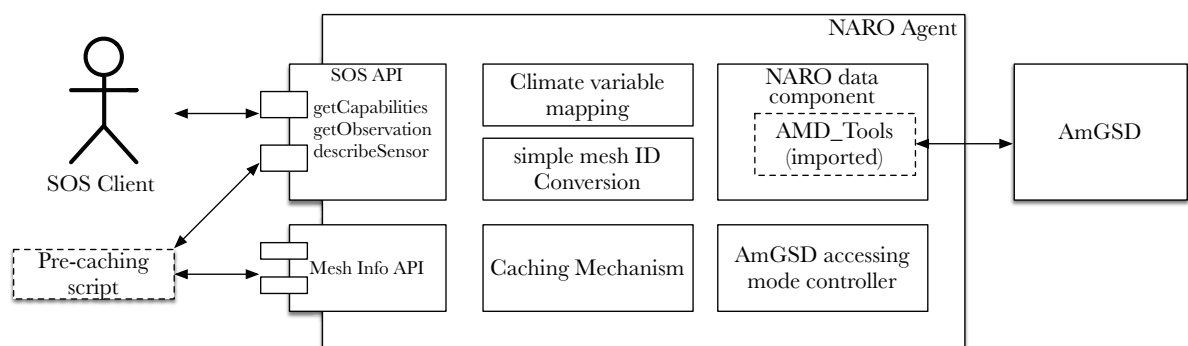 NARO Agent
SOS Client
SOS API
getCapabilities
getObservation
describeSensor
Climate variable
mapping
simple mesh ID
Conversion
NARO data
component
AMD_Tools
(imported)
AmGSD
Pre-caching
script
Mesh Info API
Caching Mechanism
AmGSD accessing
mode controller